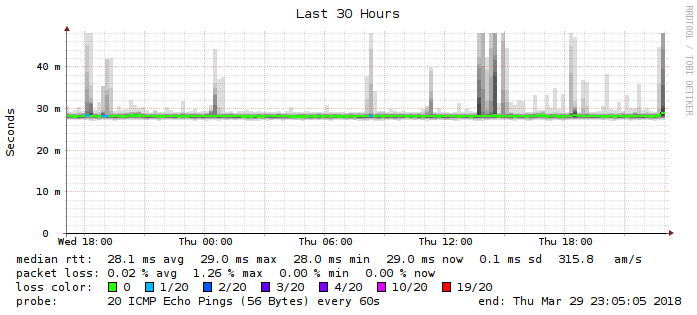 Last 30 Hours
RRDTOOL / TOBI OETIKER
Seconds
40 m
30 m
20 m
10 m
0
Wed 18:00 Thu 00:00 Thu 06:00 Thu 12:00 Thu 18:00
median rtt: 28.1 ms avg 29.0 ms max 28.0 ms min 29.0 ms now 0.1 ms sd 315.8 am/s
packet loss: 0.02 % avg 1.26 % max 0.00 % min 0.00 % now
loss color: 0 1/20 2/20 3/20 4/20 10/20 19/20
probe: 20 ICMP Echo Pings (56 Bytes) every 60s end: Thu Mar 29 23:05:05 2018